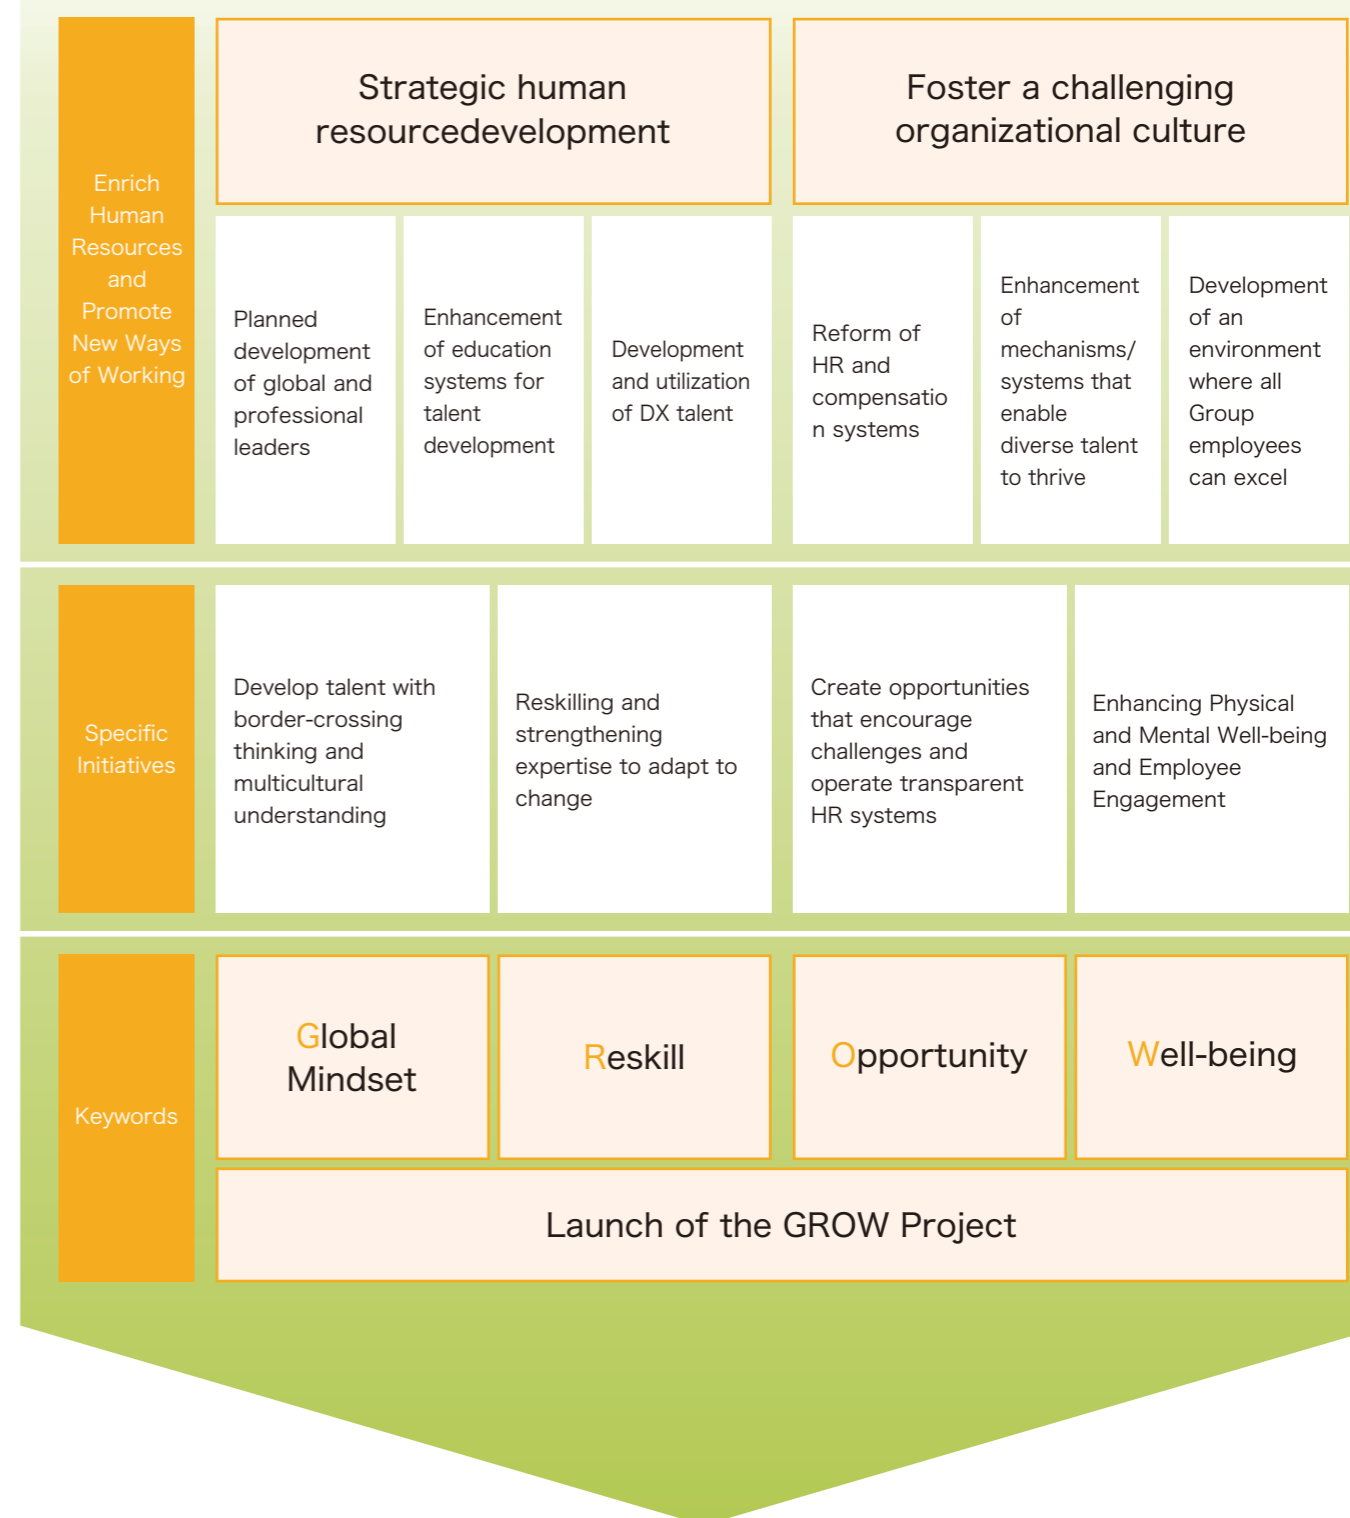 Enrich
Human
Resources
and
Promote
New Ways
of Working
Strategic human
resourcedevelopment
Foster a challenging
organizational culture
Planned
development
of global and
professional
leaders
Enhancement
of education
systems for
talent
development
Development
and utilization
of DX talent
Reform of
HR and
compensatio
n systems
Enhancement
of
mechanisms/
systems that
enable
diverse talent
to thrive
Development
of an
environment
where all
Group
employees
can excel
Specific
Initiatives
Develop talent with
border-crossing
thinking and
multicultural
understanding
Reskilling and
strengthening
expertise to adapt to
change
Create opportunities
that encourage
challenges and
operate transparent
HR systems
Enhancing Physical
and Mental Well-being
and Employee
Engagement
Keywords
Global
Mindset
Reskill
Opportunity
Well-being
Launch of the GROW Project